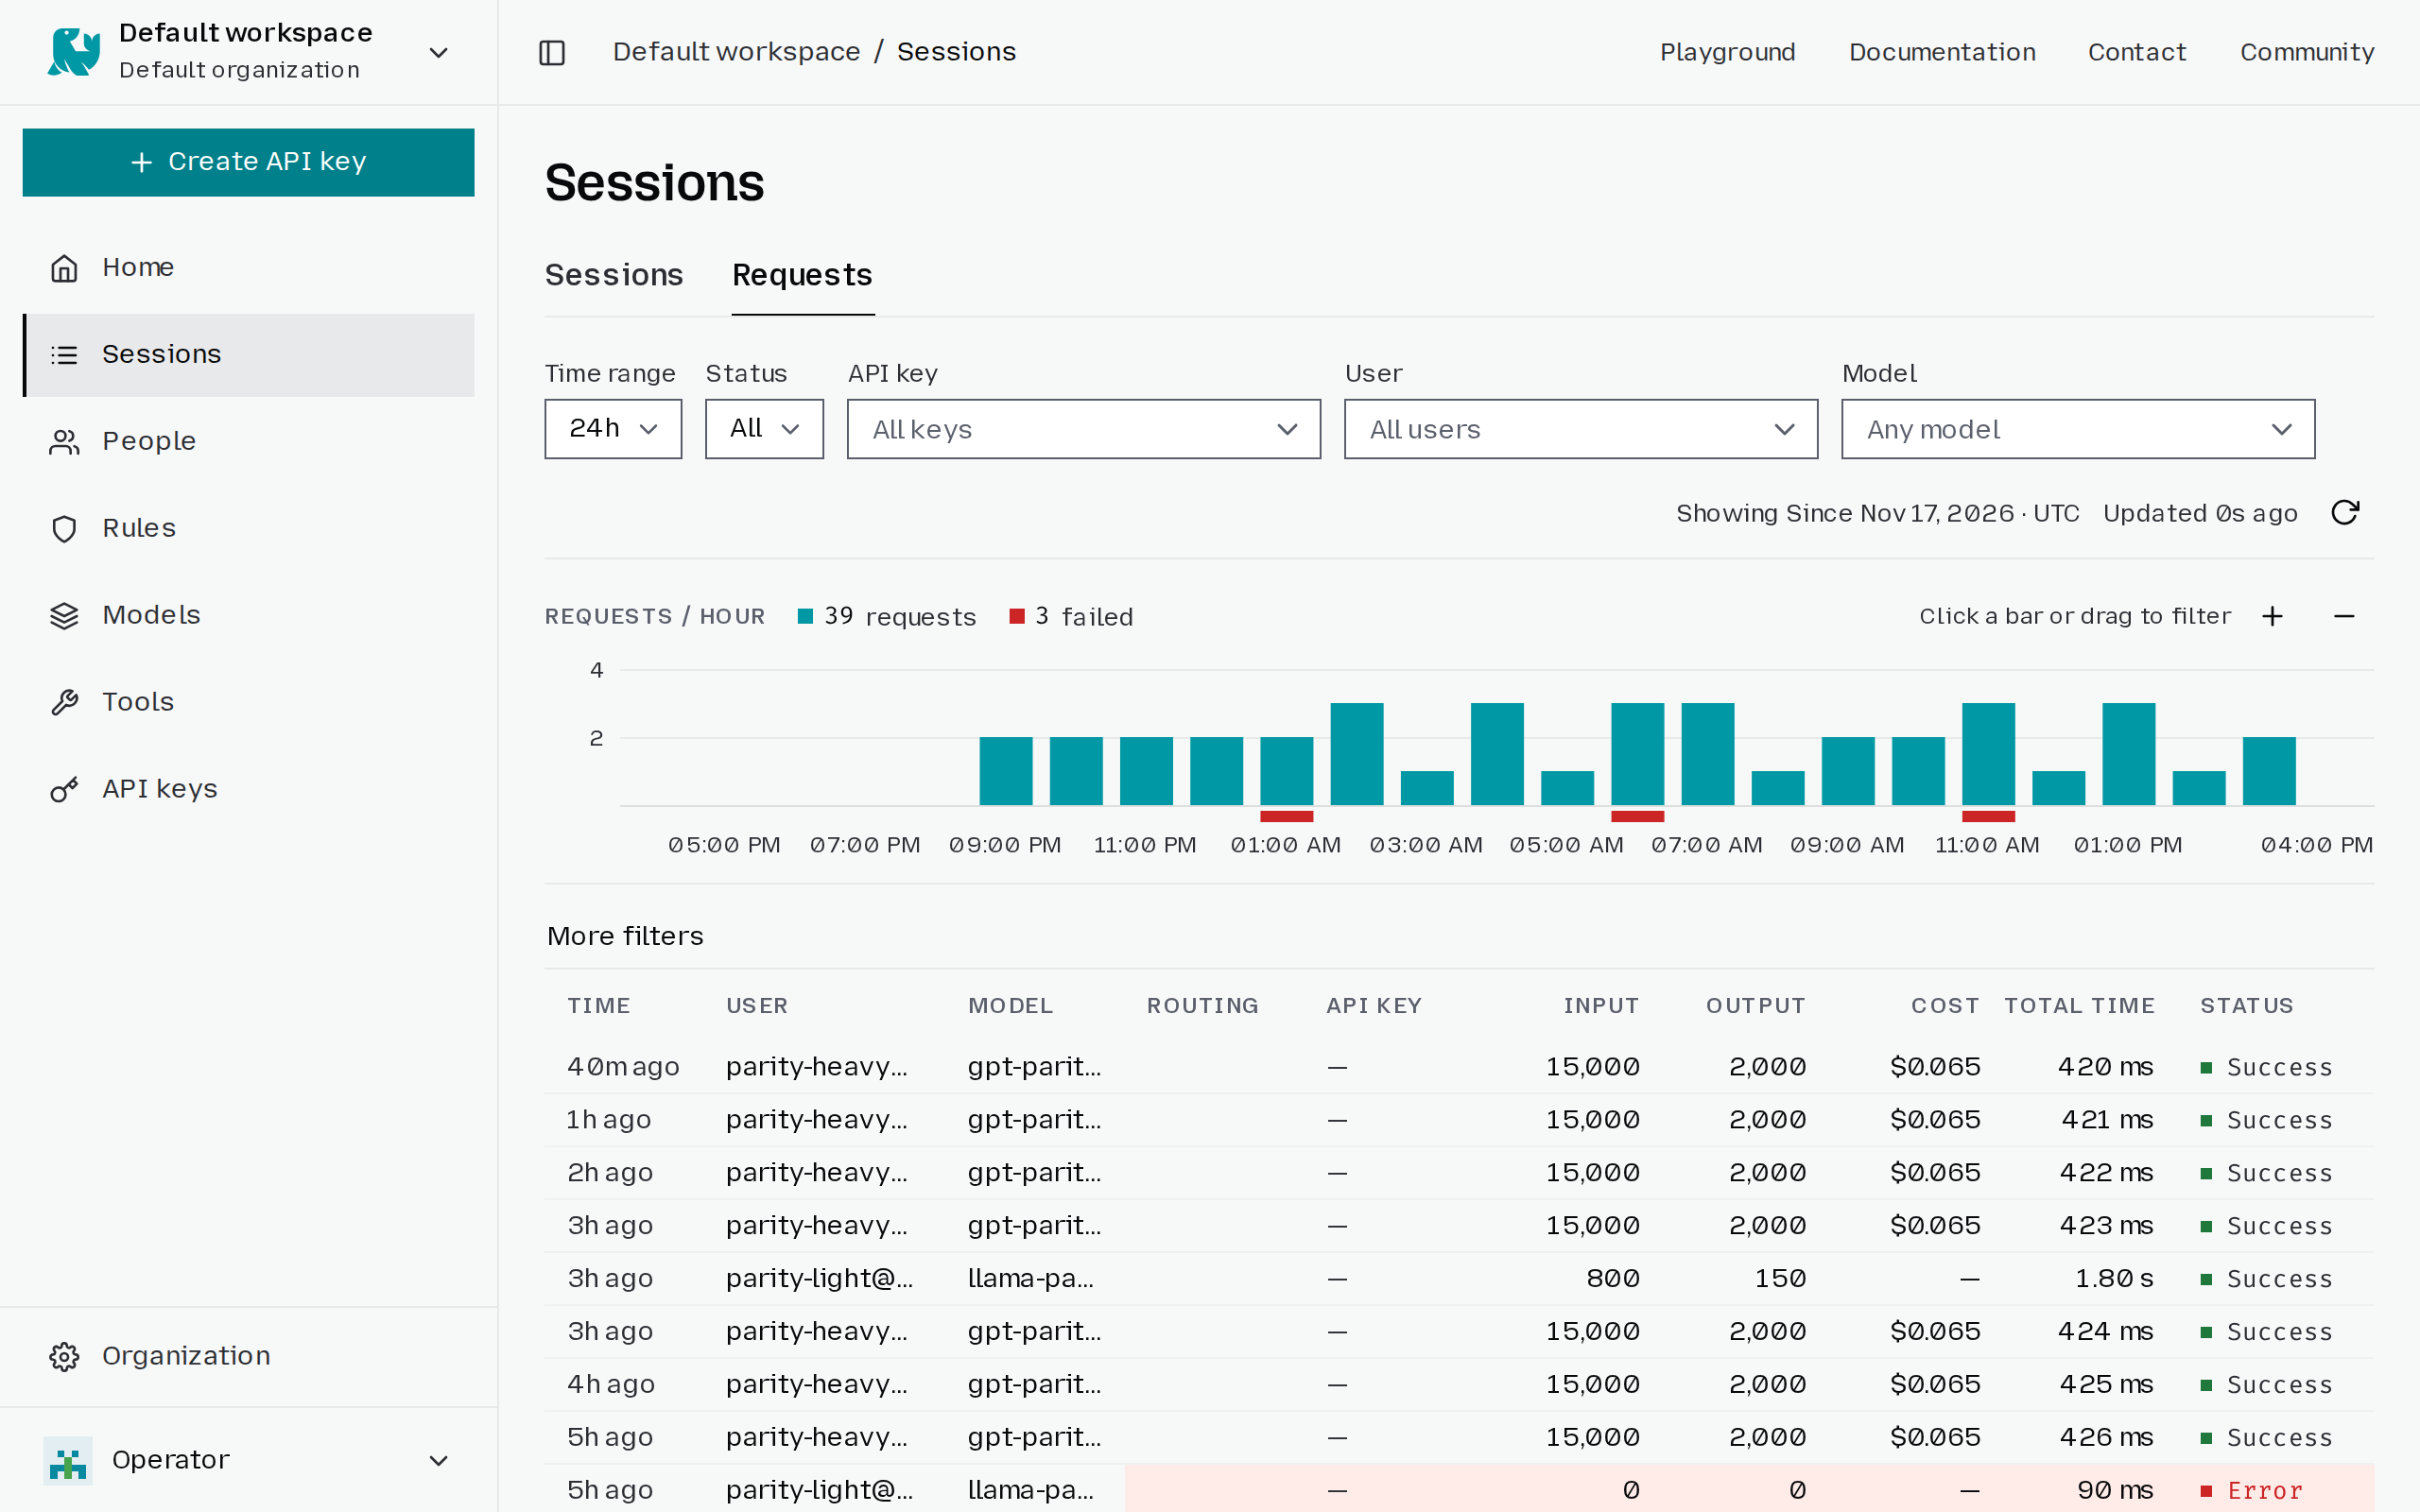 Default workspace
Default organization
Default workspace / Sessions
Playground
Documentation
Contact
Community
Create API key
Home
Sessions
People
Rules
Models
Tools
API keys
Organization
Operator
Sessions
Sessions
Requests
Time range
Status
API key
User
Model
24h
All
All keys
All users
Any model
Showing Since Nov 17, 2026 · UTC
Updated 0s ago
REQUESTS / HOUR
39 requests
3 failed
Click a bar or drag to filter
4
2
05:00 PM 07:00 PM 09:00 PM 11:00 PM 01:00 AM 03:00 AM 05:00 AM 07:00 AM 09:00 AM 11:00 AM 01:00 PM 04:00 PM
More filters
TIME USER MODEL ROUTING API KEY INPUT OUTPUT COST TOTAL TIME STATUS
40m ago parity-heavy... gpt-parit... — 15,000 2,000 $0.065 420 ms Success
1h ago parity-heavy... gpt-parit... — 15,000 2,000 $0.065 421 ms Success
2h ago parity-heavy... gpt-parit... — 15,000 2,000 $0.065 422 ms Success
3h ago parity-heavy... gpt-parit... — 15,000 2,000 $0.065 423 ms Success
3h ago parity-light@... llama-pa... — 800 150 — 1.80 s Success
3h ago parity-heavy... gpt-parit... — 15,000 2,000 $0.065 424 ms Success
4h ago parity-heavy... gpt-parit... — 15,000 2,000 $0.065 425 ms Success
5h ago parity-heavy... gpt-parit... — 15,000 2,000 $0.065 426 ms Success
5h ago parity-light@... llama-pa... — 0 0 — 90 ms Error